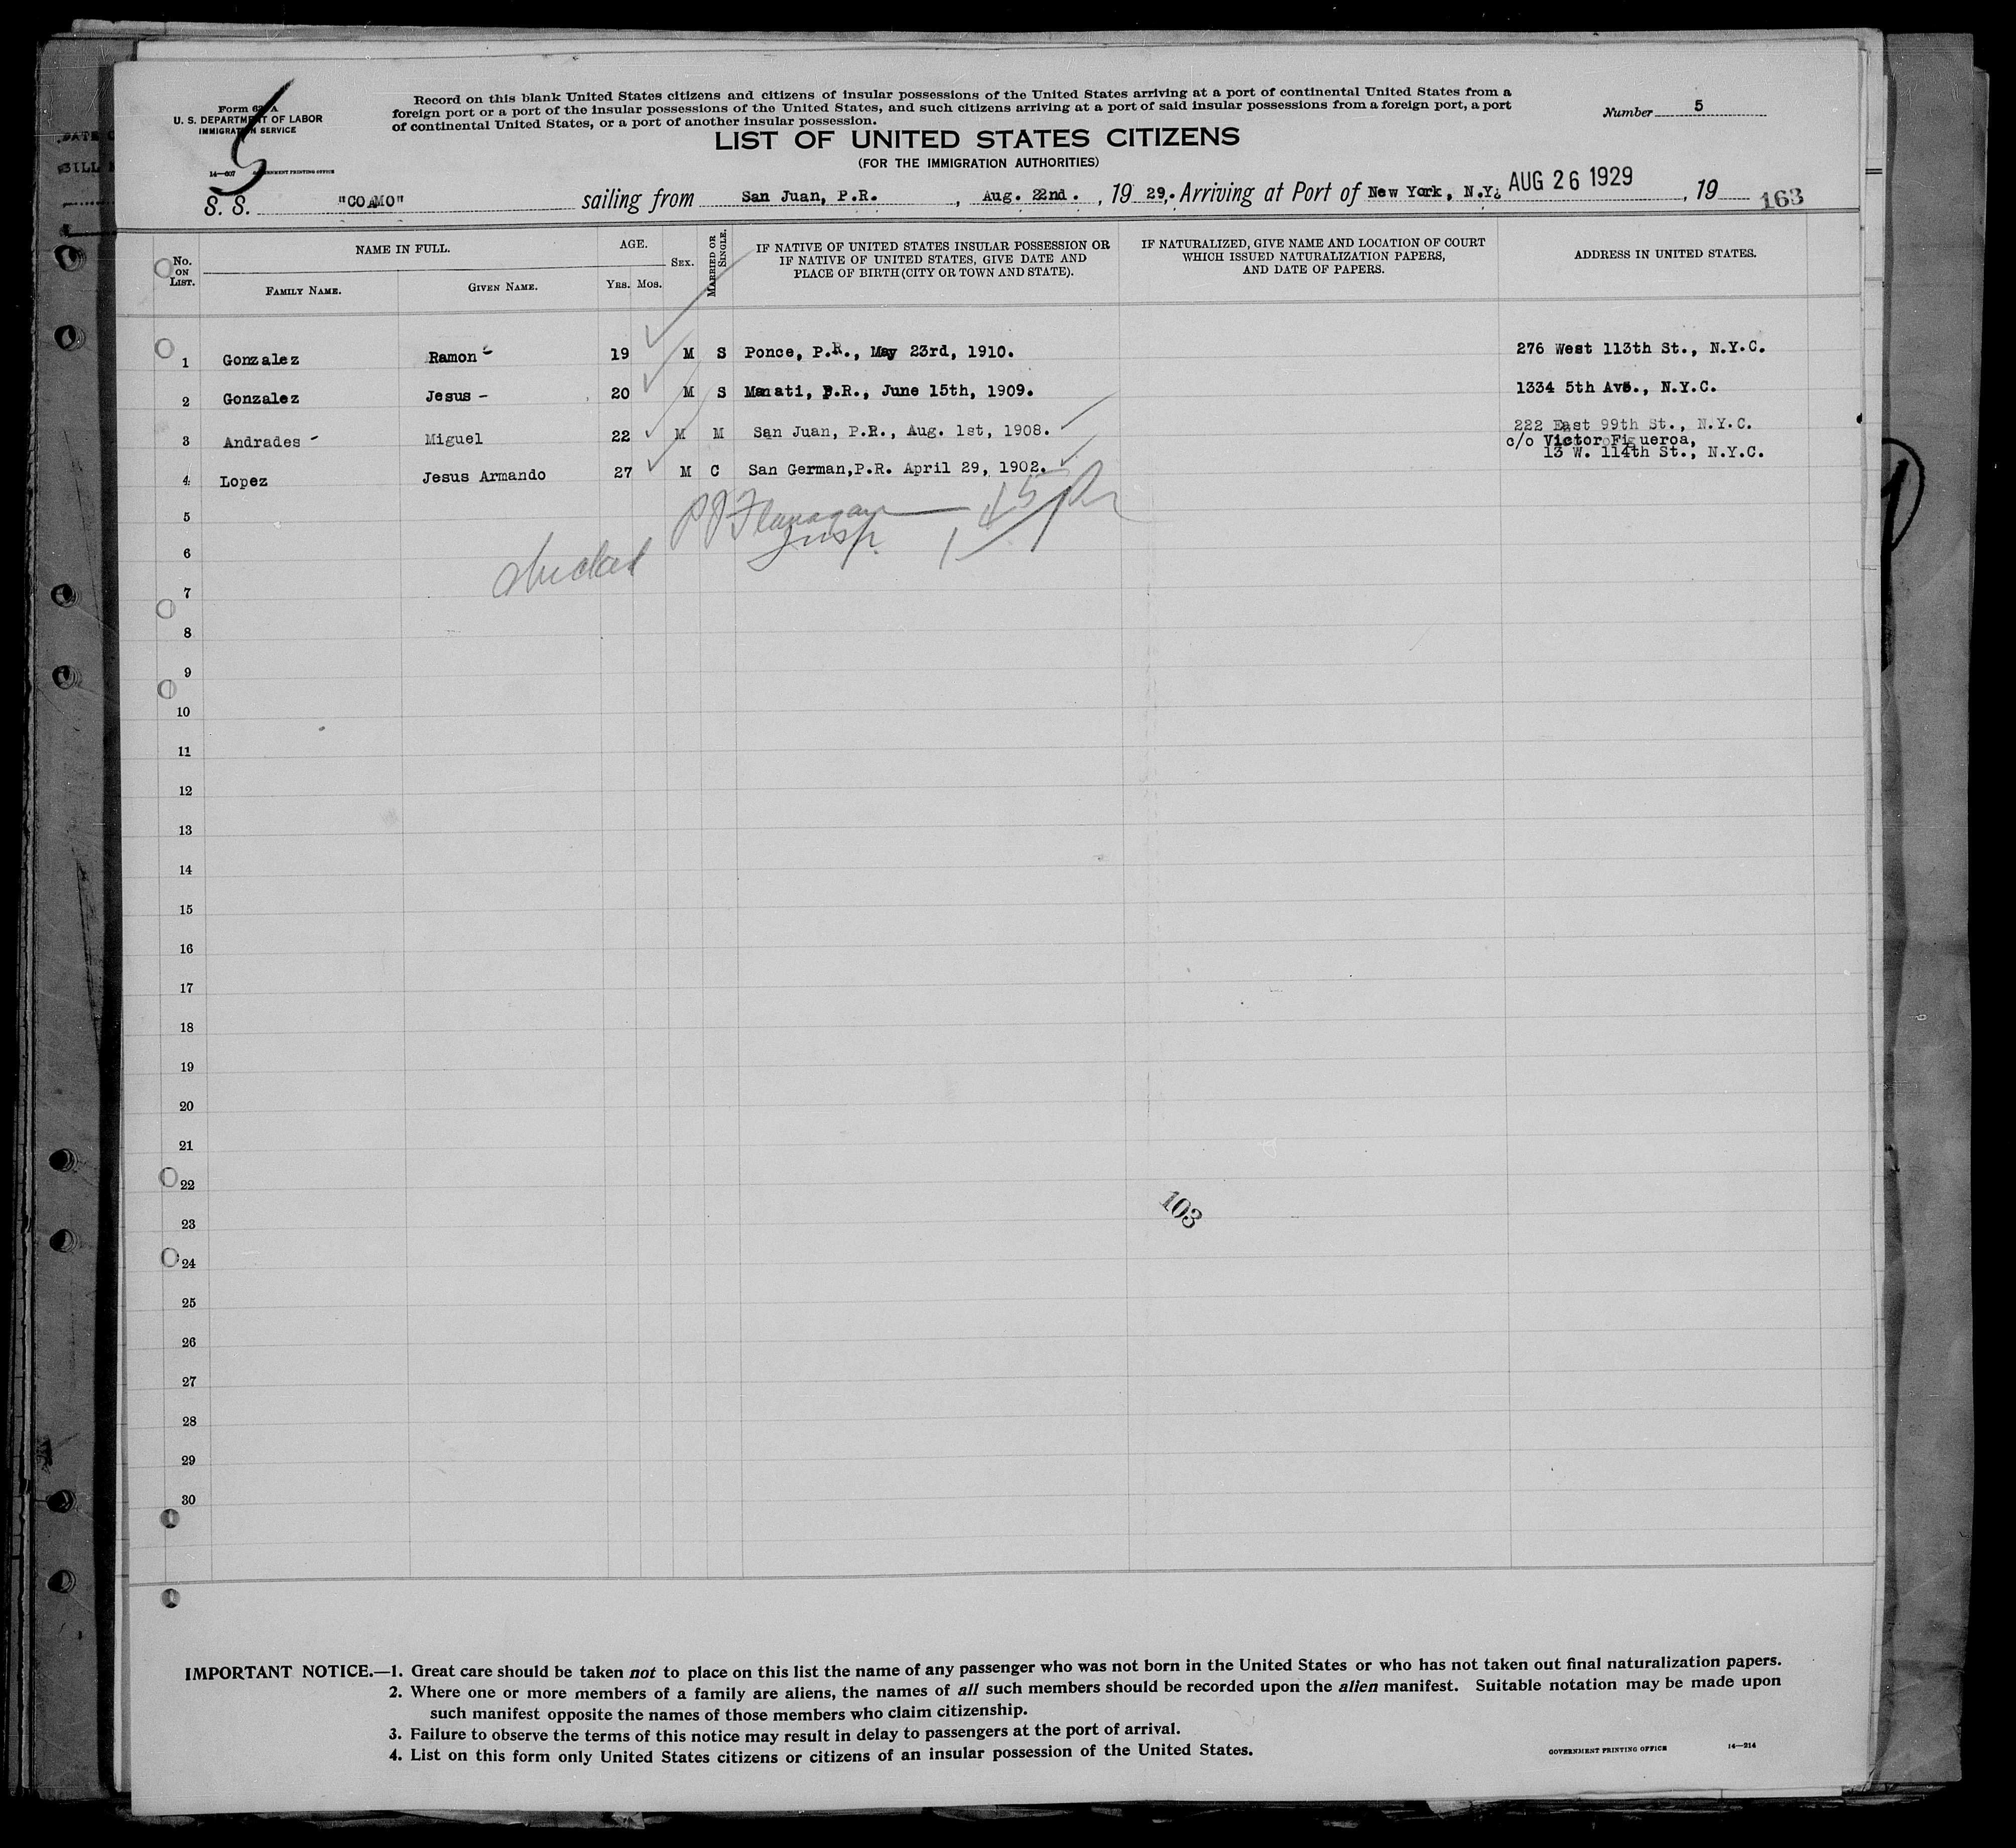 Form 630 A
U. S. DEPARTMENT OF LABOR
IMMIGRATION SERVICE
14—607 GOVERNMENT PRINTING OFFICE
Record on this blank United States citizens and citizens of insular possessions of the United States arriving at a port of continental United States from a
foreign port or a port of the insular possessions of the United States, and such citizens arriving at a port of said insular possessions from a foreign port, a port
of continental United States, or a port of another insular possession.
Number 5
LIST OF UNITED STATES CITIZENS
(FOR THE IMMIGRATION AUTHORITIES)
S. S. "COAMO" sailing from San Juan, P.R. , Aug. 22nd. , 19 29, Arriving at Port of New York, N.Y. AUG 26 1929 , 19 163
No. ON LIST. NAME IN FULL. AGE. SEX. MARRIED OR SINGLE. IF NATIVE OF UNITED STATES INSULAR POSSESSION OR IF NATIVE OF UNITED STATES, GIVE DATE AND PLACE OF BIRTH (CITY OR TOWN AND STATE). IF NATURALIZED, GIVE NAME AND LOCATION OF COURT WHICH ISSUED NATURALIZATION PAPERS, AND DATE OF PAPERS. ADDRESS IN UNITED STATES.
FAMILY NAME. GIVEN NAME. YRS. MOS.
1 Gonzalez Ramon 19 M S Ponce, P.R., May 23rd, 1910. 276 West 113th St., N.Y.C.
2 Gonzalez Jesus - 20 M S Manati, P.R., June 15th, 1909. 1334 5th Ave., N.Y.C.
3 Andrades - Miguel 22 M M San Juan, P.R., Aug. 1st, 1908. 222 East 99th St., N.Y.C.
c/o Victor Figueroa,
13 W. 114th St., N.Y.C.
4 Lopez Jesus Armando 27 M C San German,P.R. April 29, 1902.
5 Flanagan
6 Insp.
checked
7
8
9
10
11
12
13
14
15
16
17
18
19
20
21
22
103
23
24
25
26
27
28
29
30
IMPORTANT NOTICE.—1. Great care should be taken not to place on this list the name of any passenger who was not born in the United States or who has not taken out final naturalization papers.
2. Where one or more members of a family are aliens, the names of all such members should be recorded upon the alien manifest. Suitable notation may be made upon
such manifest opposite the names of those members who claim citizenship.
3. Failure to observe the terms of this notice may result in delay to passengers at the port of arrival.
4. List on this form only United States citizens or citizens of an insular possession of the United States.
GOVERNMENT PRINTING OFFICE 14—214